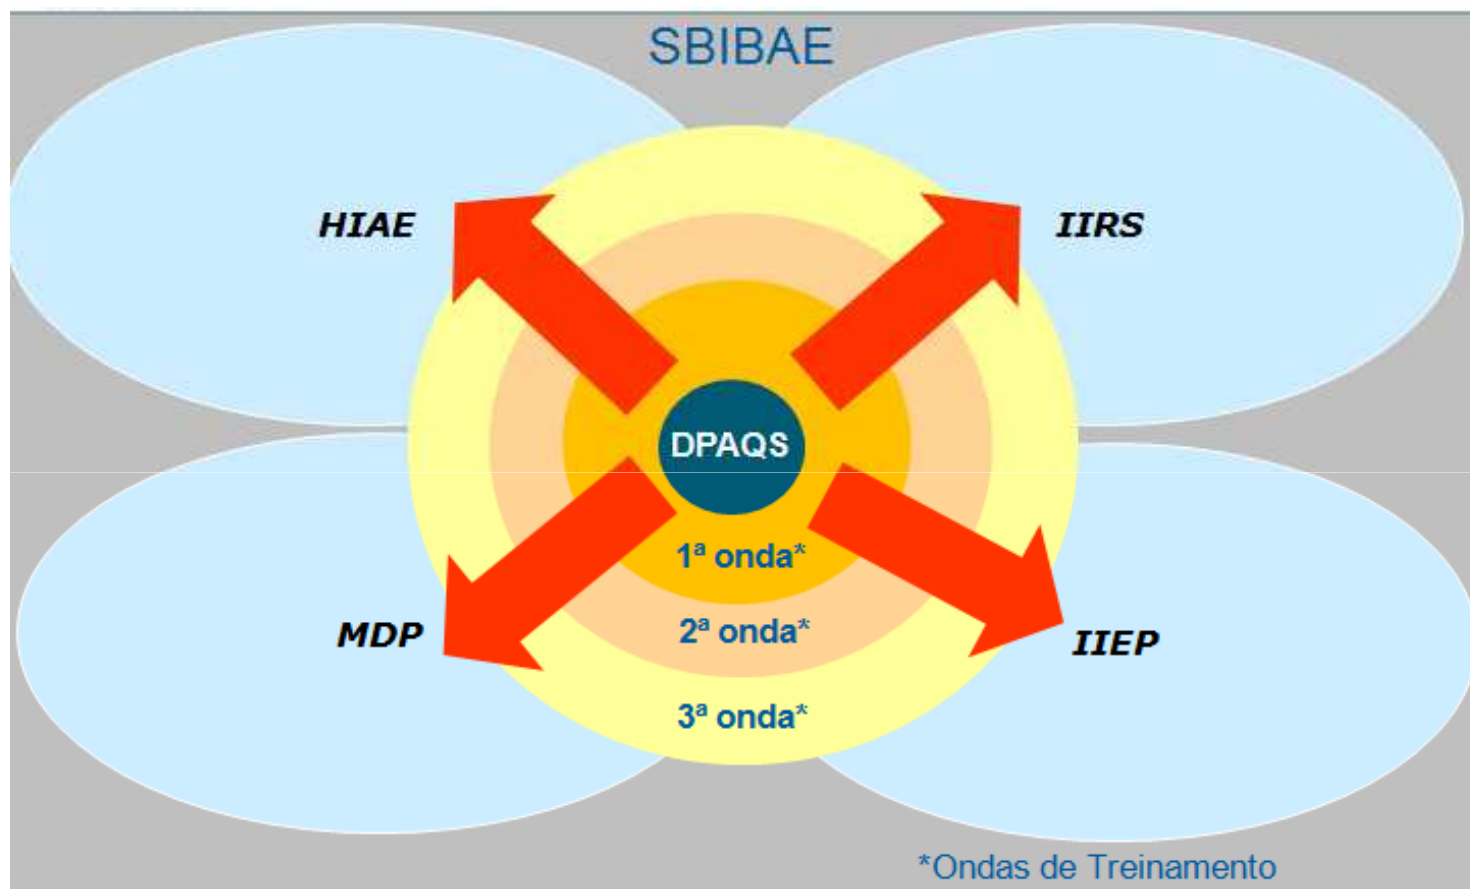 SBIBAE
HIAE
IIRS
DPAQS
1ª onda*
2ª onda*
MDP
IIEP
3ª onda*
*Ondas de Treinamento